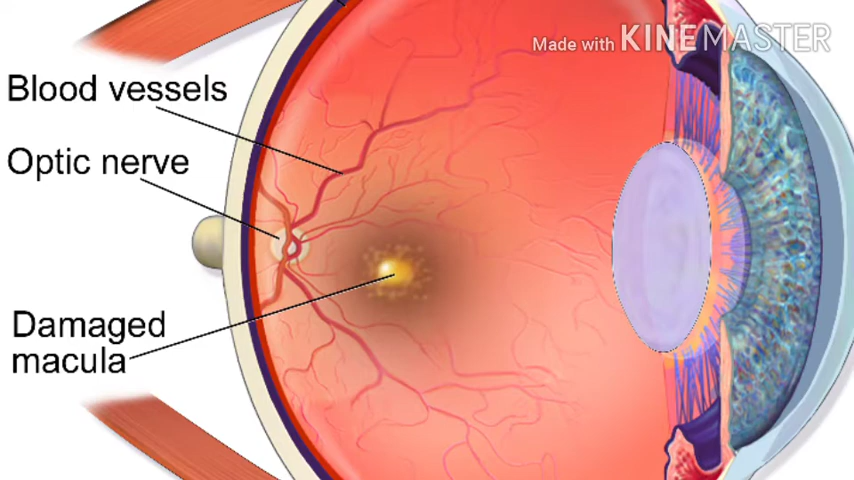 Made with KINEMASTER
Blood vessels
Optic nerve
Damaged
macula